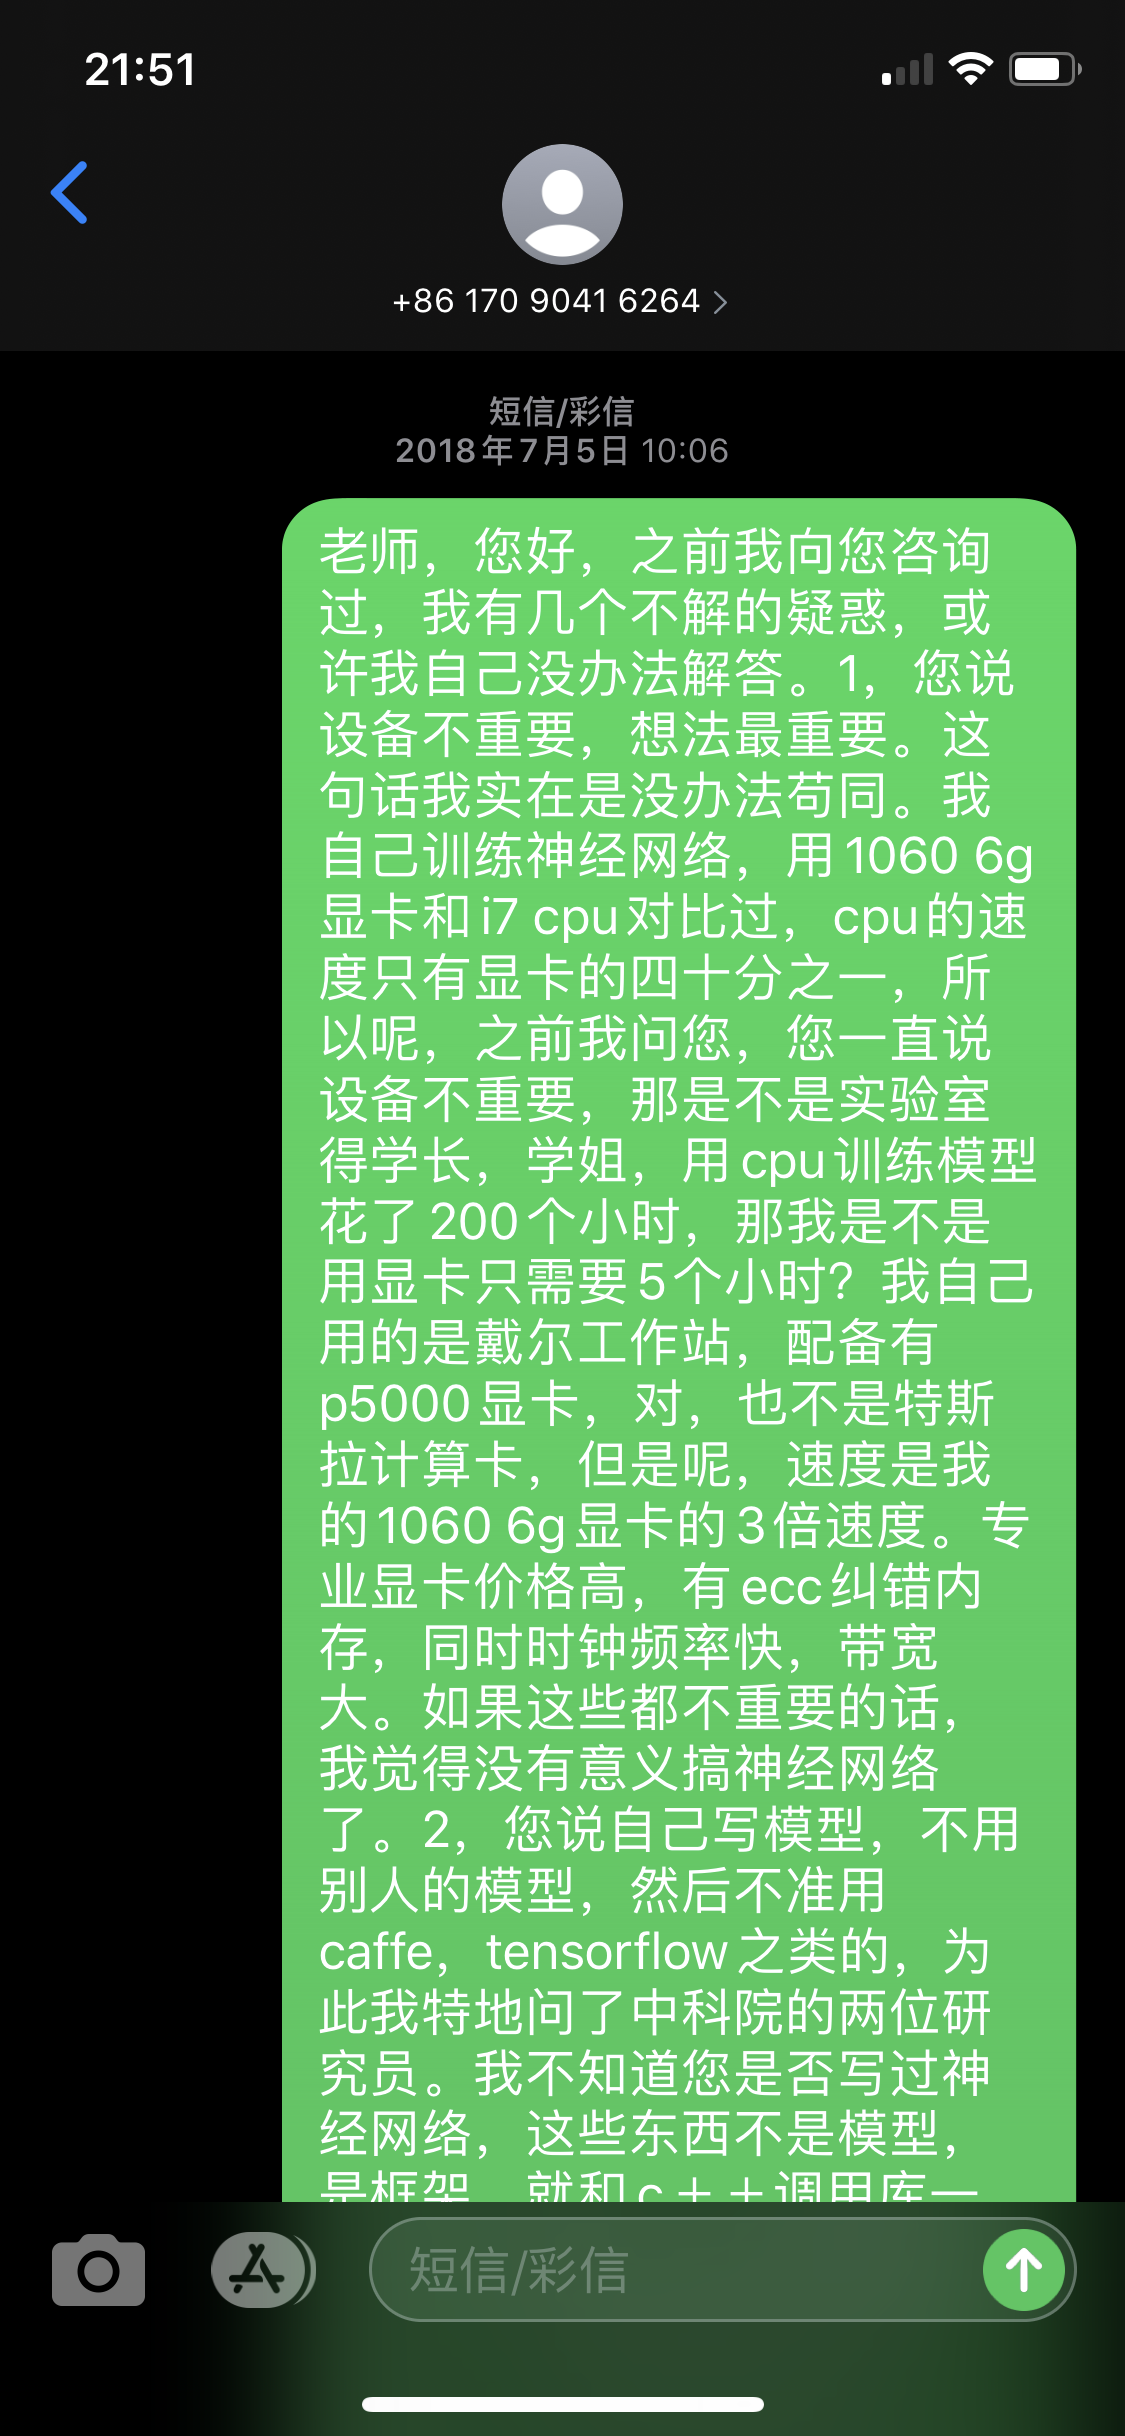 21:51
+86 170 9041 6264
短信/彩信
2018年7月5日 10:06
老师，您好，之前我向您咨询
过，我有几个不解的疑惑，或
许我自己没办法解答。1，您说
设备不重要，想法最重要。这
句话我实在是没办法苟同。我
自己训练神经网络，用1060 6g
显卡和i7 cpu对比过，cpu的速
度只有显卡的四十分之一，所
以呢，之前我问您，您一直说
设备不重要，那是不是实验室
得学长，学姐，用cpu训练模型
花了200个小时，那我是不是
用显卡只需要5个小时？我自己
用的是戴尔工作站，配备有
p5000显卡，对，也不是特斯
拉计算卡，但是呢，速度是我
的1060 6g显卡的3倍速度。专
业显卡价格高，有ecc纠错内
存，同时时钟频率快，带宽
大。如果这些都不重要的话，
我觉得没有意义搞神经网络
了。2，您说自己写模型，不用
别人的模型，然后不准用
caffe，tensorflow之类的，为
此我特地问了中科院的两位研
究员。我不知道您是否写过神
经网络，这些东西不是模型，
是框架，就和c＋＋调用库一
短信/彩信